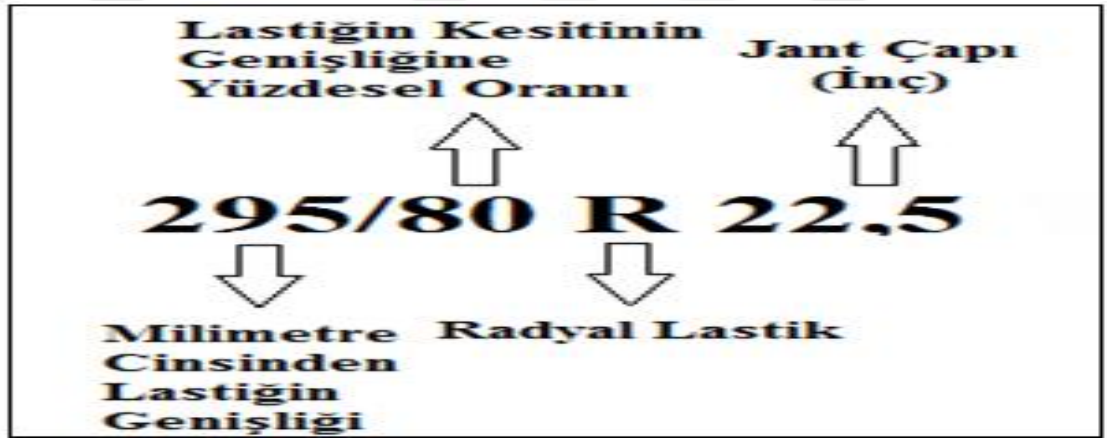 Lastiğin Kesitinin
Genişliğine
Yüzdesel Oranı
Jant Çapı
(İnç)
295/80 R 22,5
Milimetre
Cinsinden
Lastiğin
Genişliği
Radyal Lastik